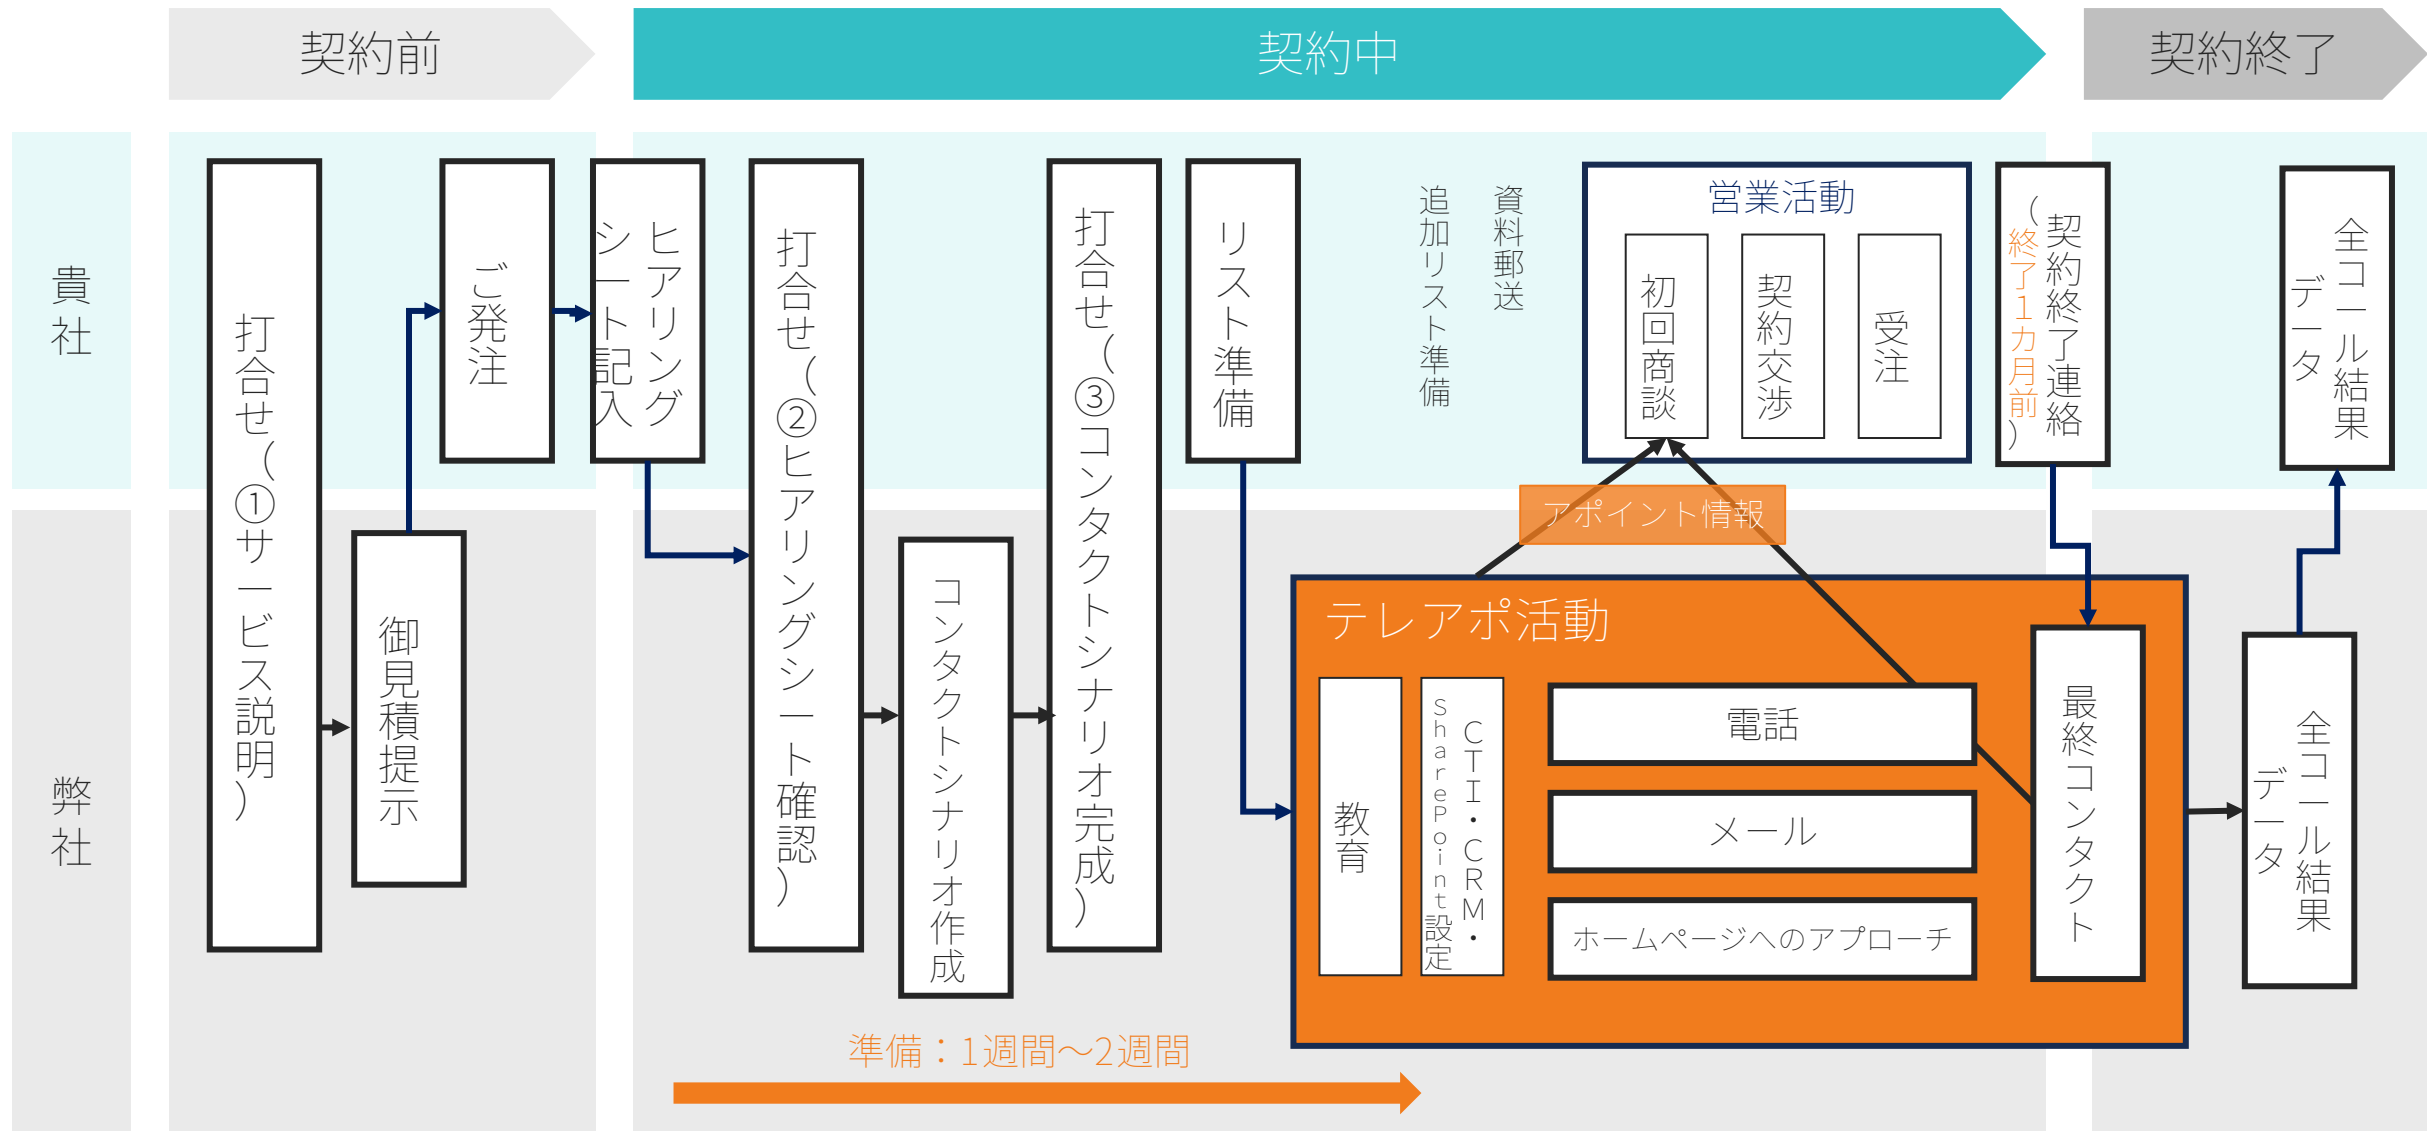 契約前
契約中
契約終了
貴社
弊社
打合せ（①サービス説明）
御見積提示
ご発注
ヒアリング
シート記入
打合せ（②ヒアリングシート確認）
コンタクトシナリオ作成
打合せ（③コンタクトシナリオ完成）
リスト準備
資料郵送
追加リスト準備
営業活動
初回商談
契約交渉
受注
契約終了連絡
（終了１カ月前）
全コール結果
データ
アポイント情報
テレアポ活動
教育
ＣＴＩ・ＣＲＭ・
ＳｈａｒｅＰｏｉｎｔ設定
電話
メール
ホームページへのアプローチ
最終コンタクト
全コール結果
データ
準備：1週間～2週間